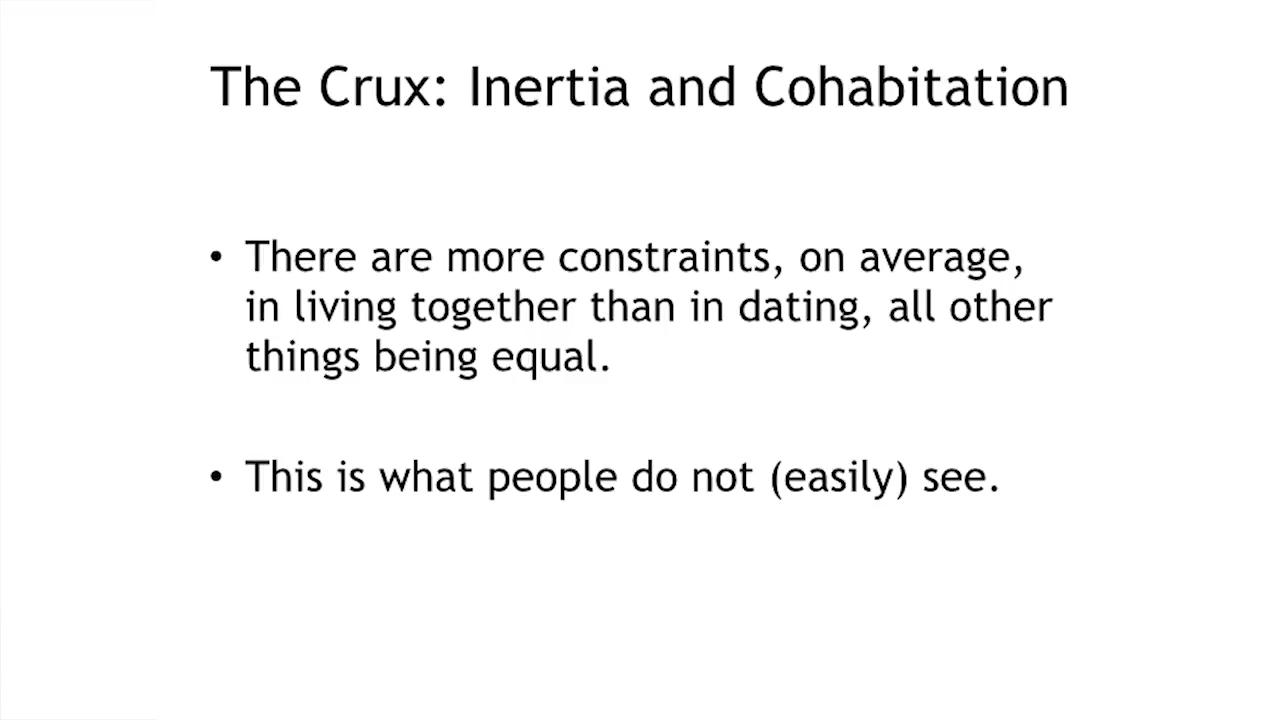 The Crux: Inertia and Cohabitation
• There are more constraints, on average,
in living together than in dating, all other
things being equal.
• This is what people do not (easily) see.